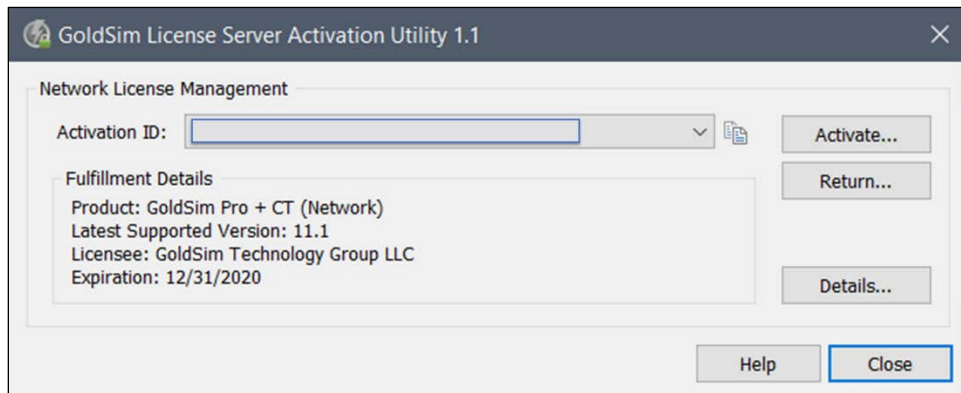 GoldSim License Server Activation Utility 1.1
Network License Management
Activation ID:
Activate...
Fulfillment Details
Return...
Product: GoldSim Pro + CT (Network)
Latest Supported Version: 11.1
Licensee: GoldSim Technology Group LLC
Expiration: 12/31/2020
Details...
Help
Close